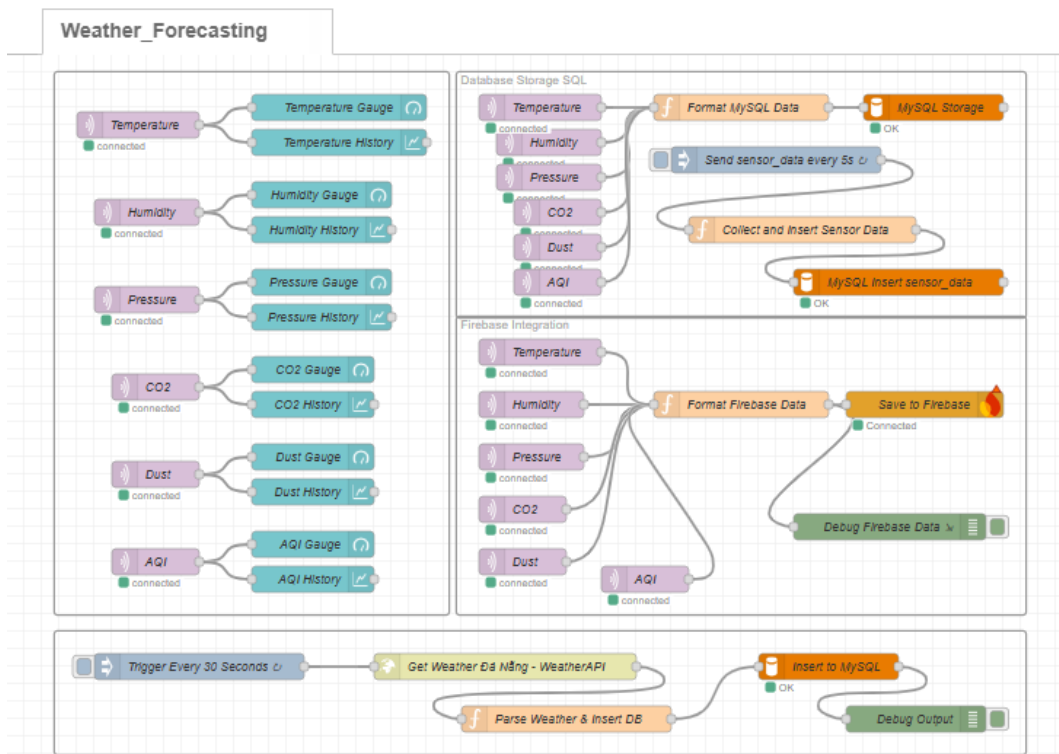 Weather_Forecasting
Temperature
connected
Temperature Gauge
Temperature History
Humidity
connected
Humidity Gauge
Humidity History
Pressure
connected
Pressure Gauge
Pressure History
CO2
connected
CO2 Gauge
CO2 History
Dust
connected
Dust Gauge
Dust History
AQI
connected
AQI Gauge
AQI History
Database Storage SQL
Temperature
connected
Humidity
connected
Pressure
connected
CO2
connected
Dust
connected
AQI
connected
Format MySQL Data
MySQL Storage
OK
Send sensor_data every 5s ↻
Collect and Insert Sensor Data
MySQL Insert sensor_data
OK
Firebase Integration
Temperature
connected
Humidity
connected
Pressure
connected
CO2
connected
Dust
connected
AQI
connected
Format Firebase Data
Save to Firebase
Connected
Debug Firebase Data
Trigger Every 30 Seconds ↻
Get Weather Đà Nẵng - WeatherAPI
Parse Weather & Insert DB
Insert to MySQL
OK
Debug Output